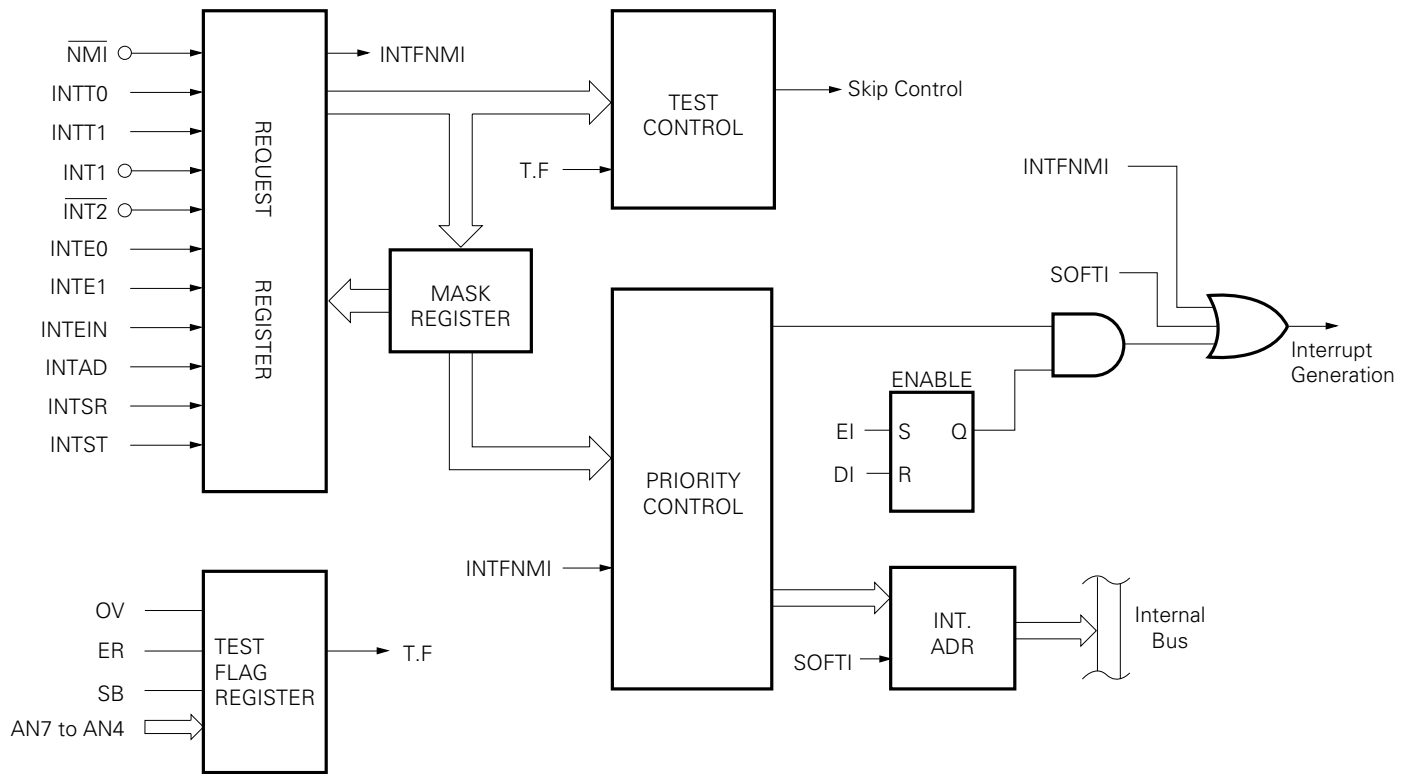 NMI
INTT0
INTT1
INT1
INT2
INTE0
INTE1
INTEIN
INTAD
INTSR
INTST
REQUEST
REGISTER
INTFNMI
TEST
CONTROL
T.F
Skip Control
MASK
REGISTER
PRIORITY
CONTROL
INTFNMI
INTFNMI
SOFTI
Interrupt
Generation
ENABLE
EI
S
Q
DI
R
INT.
ADR
SOFTI
Internal
Bus
OV
ER
SB
AN7 to AN4
TEST
FLAG
REGISTER
T.F